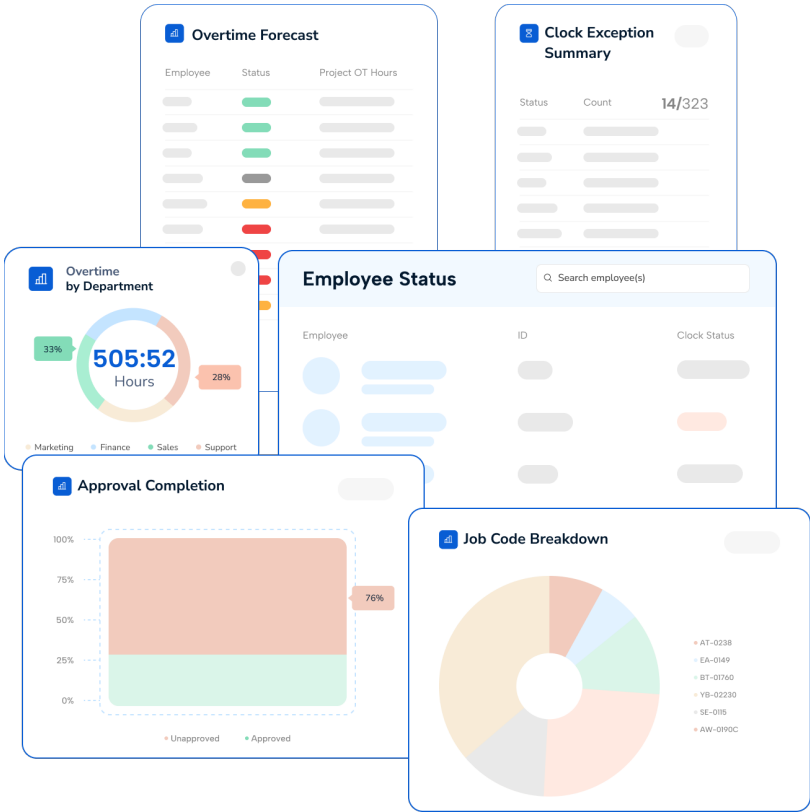 Overtime Forecast
Employee Status Project OT Hours
Clock Exception
Summary
Status Count 14/323
Overtime
by Department
33%
505:52
Hours
28%
Marketing Finance Sales Support
Employee Status
Search employee(s)
Employee ID Clock Status
Approval Completion
100%
75%
76%
50%
25%
0%
Unapproved Approved
Job Code Breakdown
AT-0238
EA-0149
BT-01760
YB-02230
SE-0115
AW-0190C